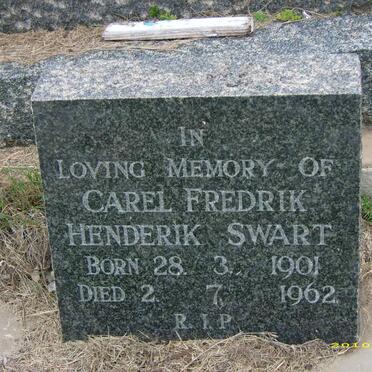 IN
LOVING MEMORY OF
CAREL FREDRIK
HENDERIK SWART
BORN 28. 3. 1901
DIED 2. 7. 1962
R.I.P
2010